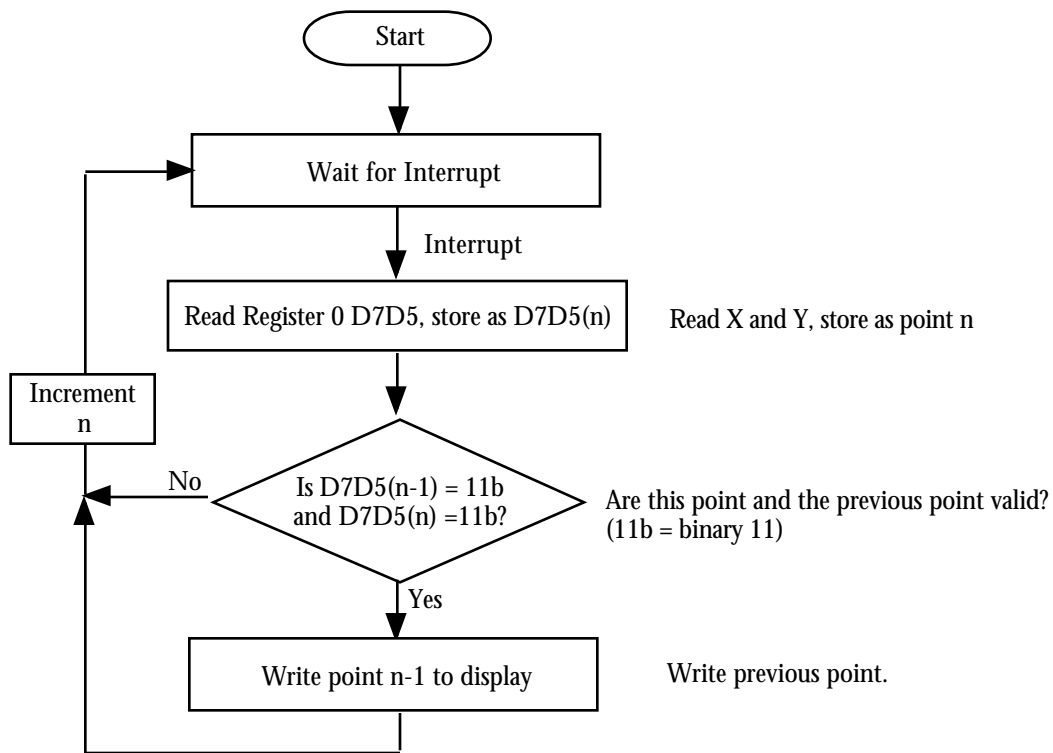 Start
Wait for Interrupt
Interrupt
Read Register 0 D7D5, store as D7D5(n)
Read X and Y, store as point n
Increment
n
No
Is D7D5(n-1) = 11b
and D7D5(n) =11b?
Are this point and the previous point valid?
(11b = binary 11)
Yes
Write point n-1 to display
Write previous point.